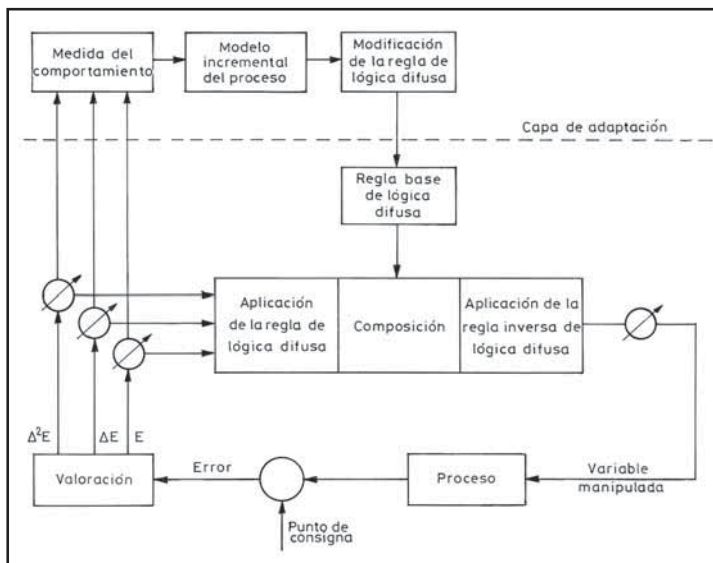 Medida del
comportamiento
Modelo
incremental
del proceso
Modificación
de la regla de
lógica difusa
Capa de adaptación
Regla base
de lógica
difusa
Aplicación
de la regla de
lógica difusa
Composición
Aplicación de la
regla inversa de
lógica difusa
Δ²E
ΔE
E
Valoración
Error
Proceso
Variable
manipulada
Punto de
consigna